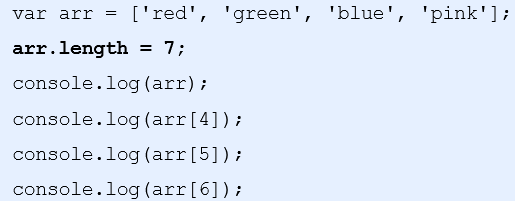 var arr = ['red', 'green', 'blue', 'pink'];
arr.length = 7;
console.log(arr);
console.log(arr[4]);
console.log(arr[5]);
console.log(arr[6]);